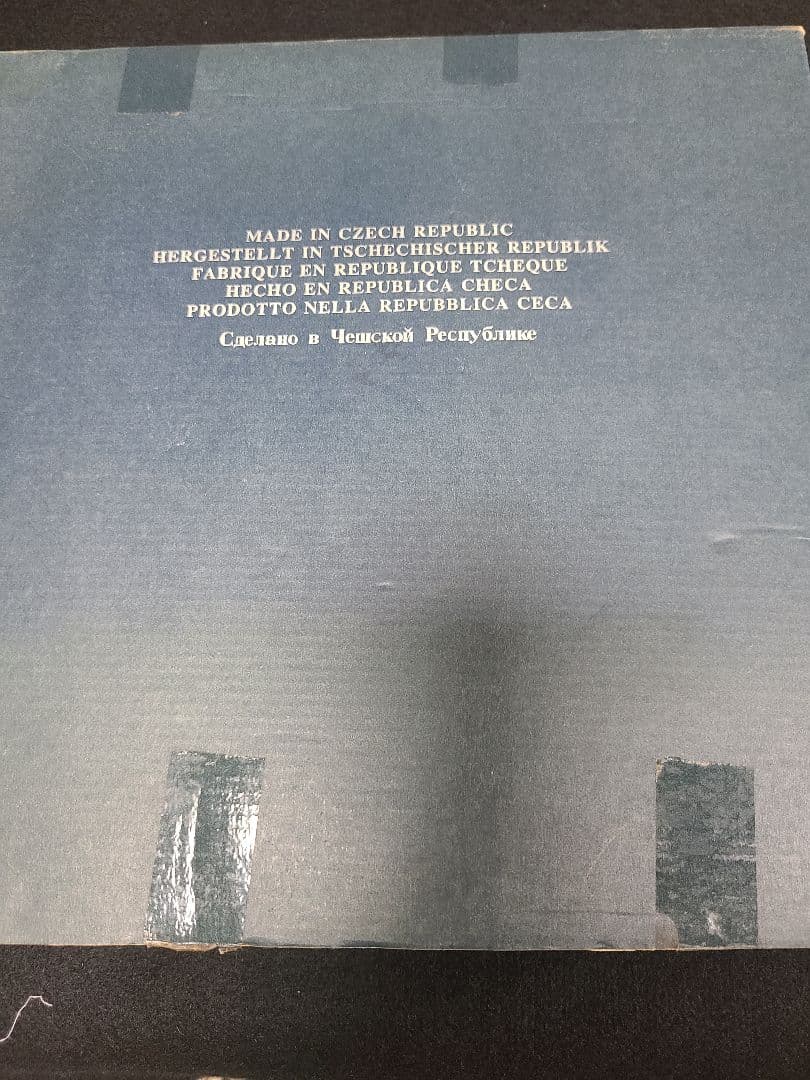 MADE IN CZECH REPUBLIC
HERGESTELLT IN TSCHECHISCHER REPUBLIK
FABRIQUE EN REPUBLIQUE TCHEQUE
HECHO EN REPUBLICA CHECA
PRODOTTO NELLA REPUBBLICA CECA
Сделано в Чешской Республике